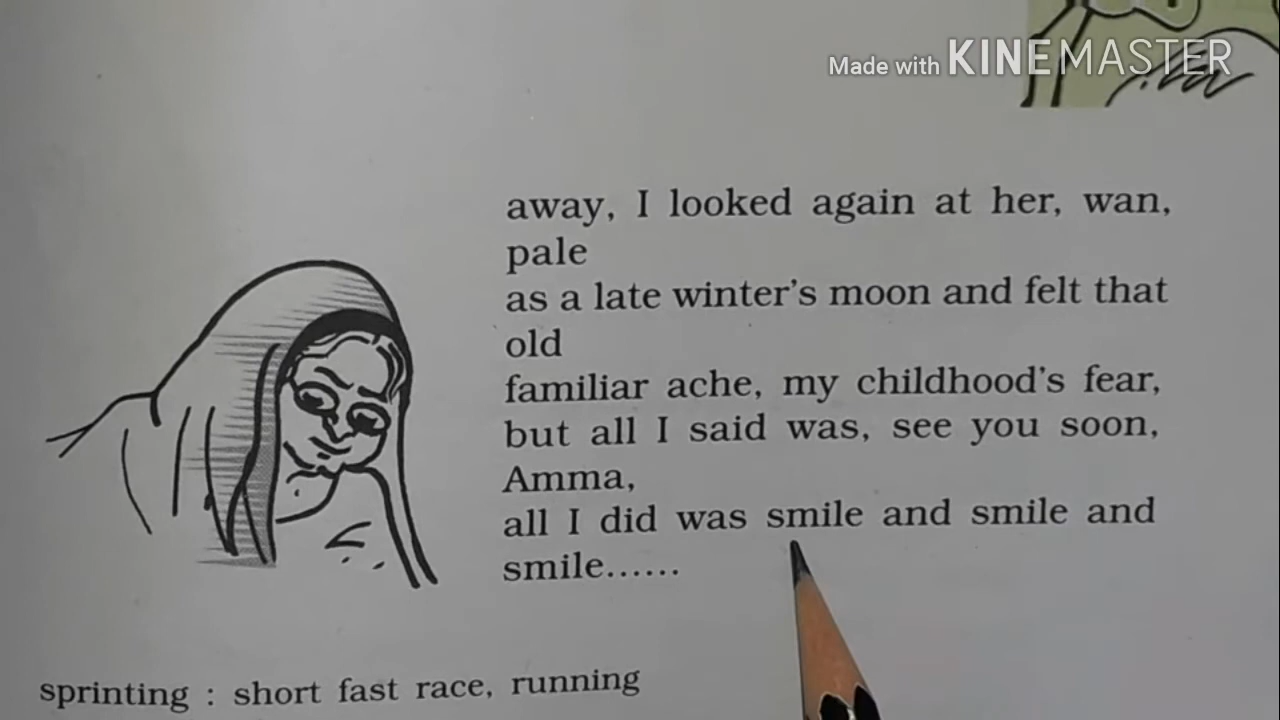 Made with KINEMASTER
away, I looked again at her, wan,
pale
as a late winter's moon and felt that
old
familiar ache, my childhood's fear,
but all I said was, see you soon,
Amma,
all I did was smile and smile and
smile......
sprinting : short fast race, running